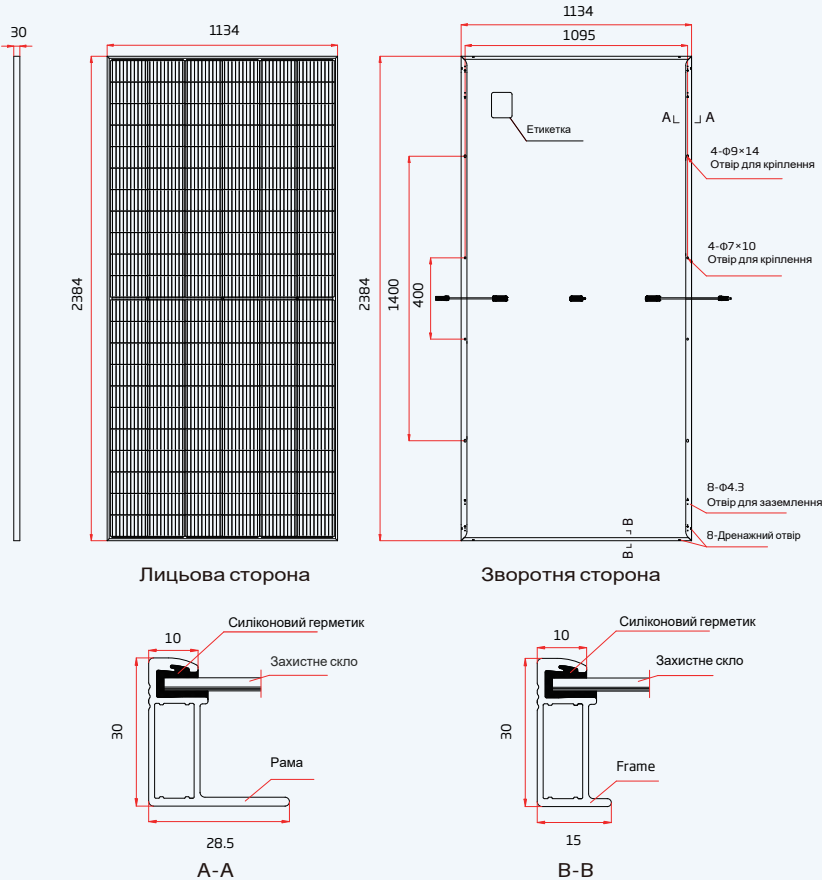 30
1134
2384
Лицьова сторона
1134
1095
2384
1400
400
Етикетка
A A
4-Φ9×14
Отвір для кріплення
4-Φ7×10
Отвір для кріплення
8-Φ4.3
Отвір для заземлення
8-Дренажний отвір
B B
Зворотня сторона
Силіконовий герметик
10
Захистне скло
30
Рама
28.5
A-A
Силіконовий герметик
10
Захистне скло
30
Frame
15
B-B